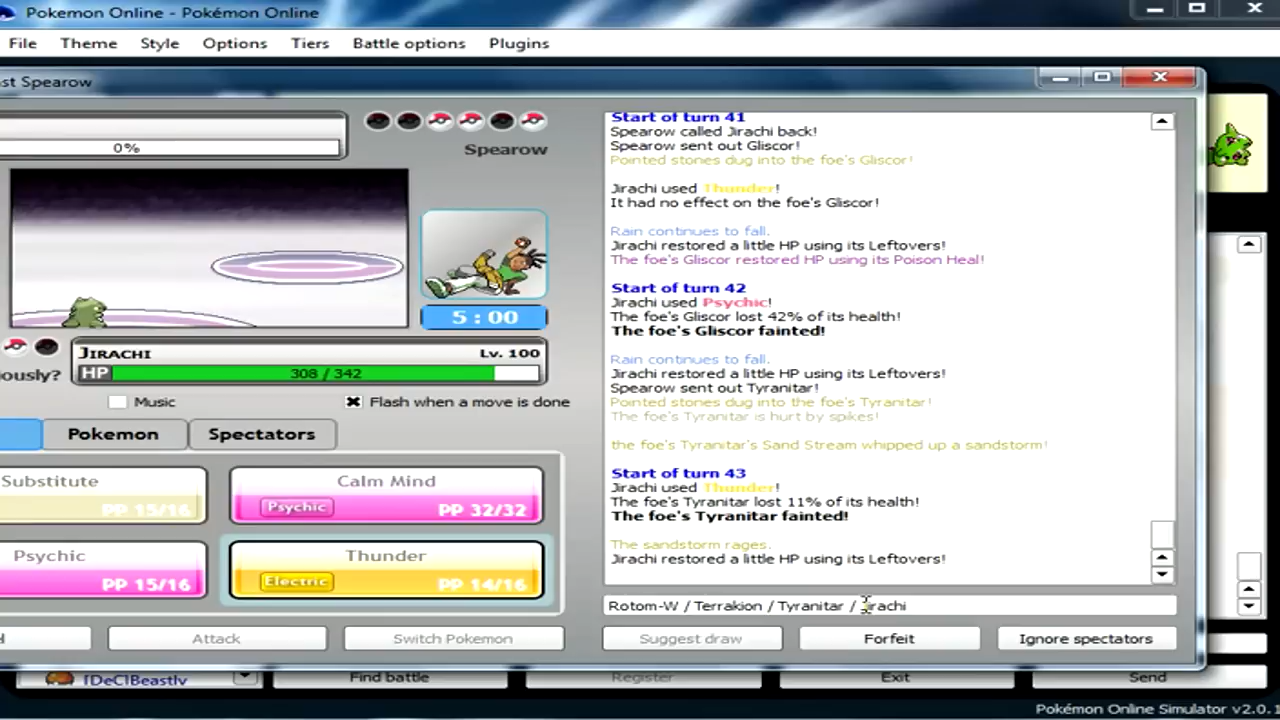 Pokemon Online - Pokémon Online
File Theme Style Options Tiers Battle options Plugins
st Spearow
0%
Spearow
5:00
JIRACHI Lv. 100
HP 308 / 342
iously?
Music Flash when a move is done
Pokemon Spectators
Substitute
PP 15/16
Calm Mind
Psychic PP 32/32
Psychic
PP 15/16
Thunder
Electric PP 14/16
Attack Switch Pokemon
Start of turn 41
Spearow called Jirachi back!
Spearow sent out Gliscor!
Pointed stones dug into the foe's Gliscor!
Jirachi used Thunder!
It had no effect on the foe's Gliscor!
Rain continues to fall.
Jirachi restored a little HP using its Leftovers!
The foe's Gliscor restored HP using its Poison Heal!
Start of turn 42
Jirachi used Psychic!
The foe's Gliscor lost 42% of its health!
The foe's Gliscor fainted!
Rain continues to fall.
Jirachi restored a little HP using its Leftovers!
Spearow sent out Tyranitar!
Pointed stones dug into the foe's Tyranitar!
The foe's Tyranitar is hurt by spikes!
the foe's Tyranitar's Sand Stream whipped up a sandstorm!
Start of turn 43
Jirachi used Thunder!
The foe's Tyranitar lost 11% of its health!
The foe's Tyranitar fainted!
The sandstorm rages.
Jirachi restored a little HP using its Leftovers!
Rotom-W / Terrakion / Tyranitar / Jirachi
Suggest draw Forfeit Ignore spectators
[DeC]Beastly Find battle Register Exit Send
Pokémon Online Simulator v2.0.1